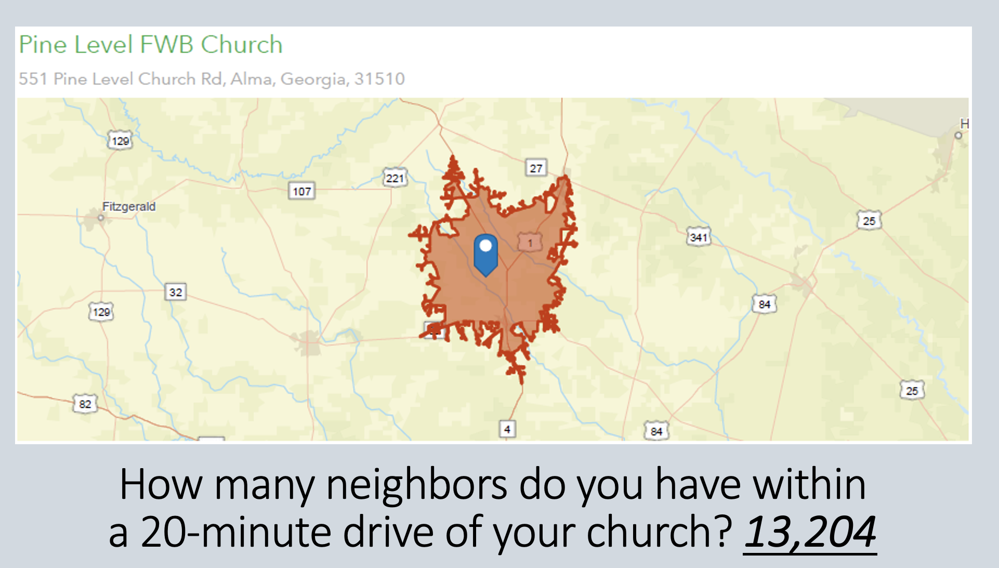 Pine Level FWB Church
551 Pine Level Church Rd, Alma, Georgia, 31510
H
129
27
221
107
Fitzgerald
25
341
1
32
84
129
25
82
4
84
How many neighbors do you have within
a 20-minute drive of your church? 13,204